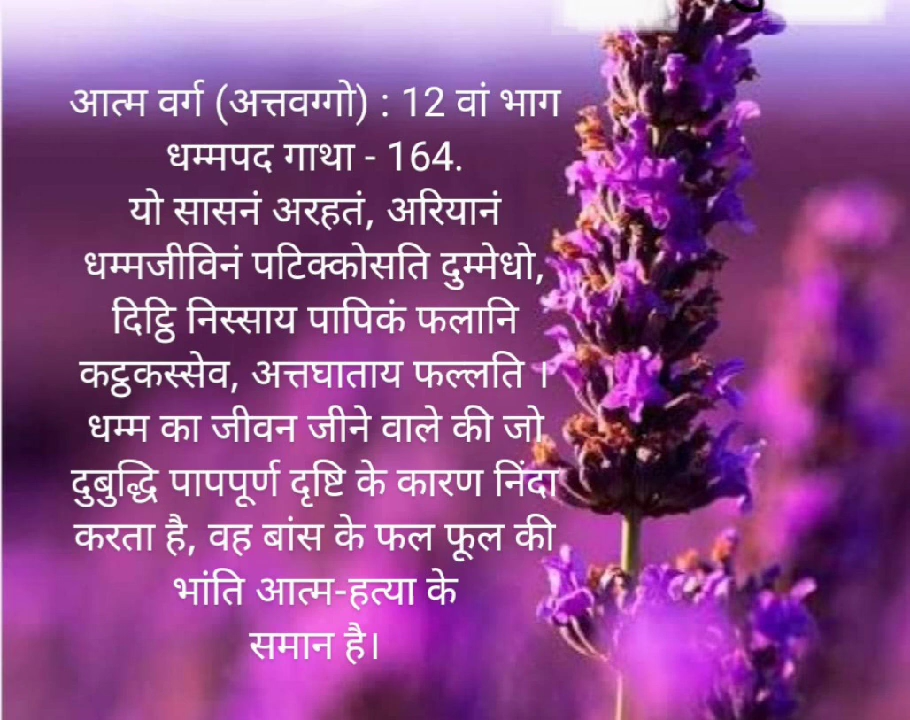 आत्म वर्ग (अत्तवग्गो) : 12 वां भाग
धम्मपद गाथा - 164.
यो सासनं अरहतं, अरियानं
धम्मजीविनं पटिक्कोसति दुम्मेधो,
दिट्ठि निस्साय पापिकं फलानि
कट्ठकस्सेव, अत्तघाताय फल्लति ।
धम्म का जीवन जीने वाले की जो
दुबुद्धि पापपूर्ण दृष्टि के कारण निंदा
करता है, वह बांस के फल फूल की
भांति आत्म-हत्या के
समान है।